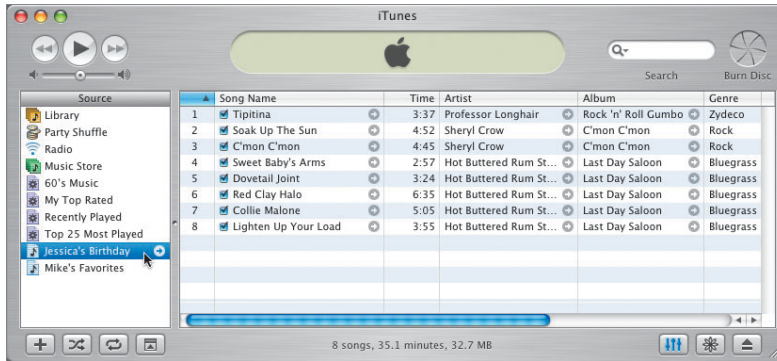 iTunes
Search
Burn Disc
Source
Library
Party Shuffle
Radio
Music Store
60's Music
My Top Rated
Recently Played
Top 25 Most Played
Jessica's Birthday
Mike's Favorites
Song Name Time Artist Album Genre
1 Tipitina 3:37 Professor Longhair Rock 'n' Roll Gumbo Zydeco
2 Soak Up The Sun 4:52 Sheryl Crow C'mon C'mon Rock
3 C'mon C'mon 4:45 Sheryl Crow C'mon C'mon Rock
4 Sweet Baby's Arms 2:57 Hot Buttered Rum St... Last Day Saloon Bluegrass
5 Dovetail Joint 3:24 Hot Buttered Rum St... Last Day Saloon Bluegrass
6 Red Clay Halo 6:35 Hot Buttered Rum St... Last Day Saloon Bluegrass
7 Collie Malone 5:05 Hot Buttered Rum St... Last Day Saloon Bluegrass
8 Lighten Up Your Load 3:55 Hot Buttered Rum St... Last Day Saloon Bluegrass
8 songs, 35.1 minutes, 32.7 MB